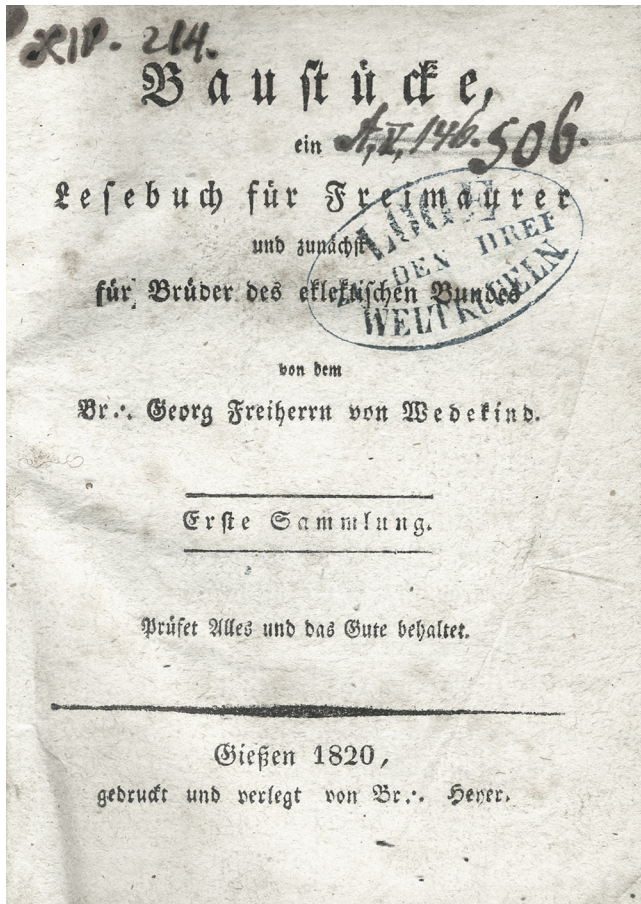 XIV. 214.
Baustücke,
ein
A, V, 146. 506.
Lesebuch für Freimaurer
und zunächst
für Brüder des eklektischen Bundes
LOGE
DEN DREI
WELTKUGELN
von dem
Br.·. Georg Freiherrn von Wedekind.
Erste Sammlung.
Prüfet Alles und das Gute behaltet.
Gießen 1820,
gedruckt und verlegt von Br.·. Heyer.